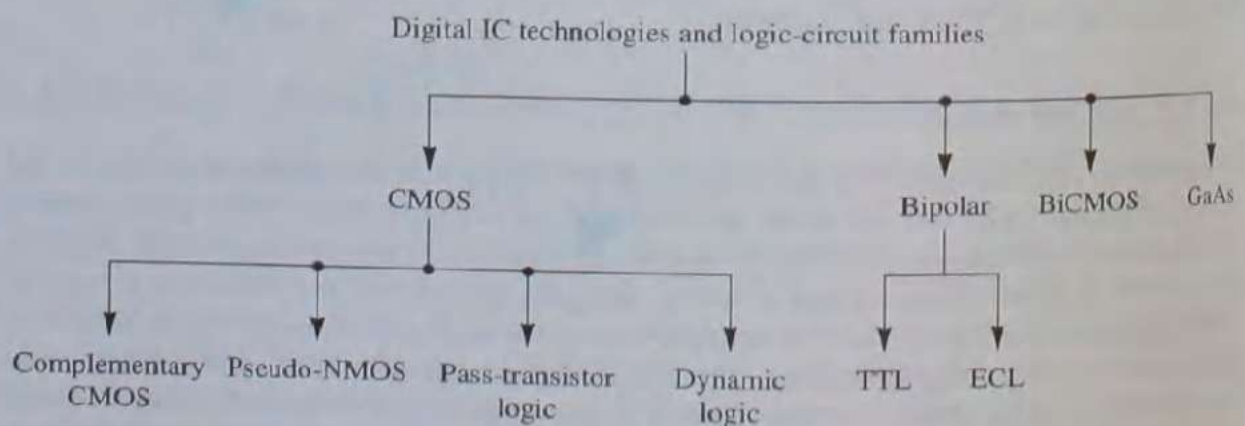 Digital IC technologies and logic-circuit families
CMOS
Bipolar
BiCMOS
GaAs
Complementary
CMOS
Pseudo-NMOS
Pass-transistor
logic
Dynamic
logic
TTL
ECL